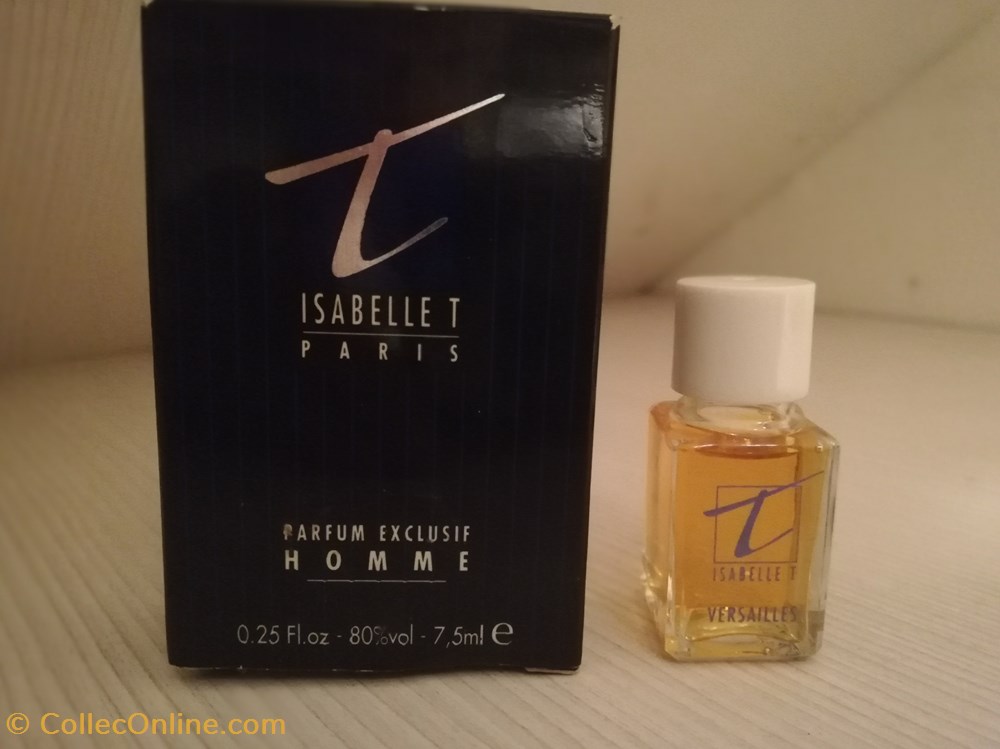 T
ISABELLE T
PARIS
PARFUM EXCLUSIF
HOMME
0.25 Fl.oz - 80%vol - 7,5ml e
T
ISABELLE T
VERSAILLES
© CollecOnline.com